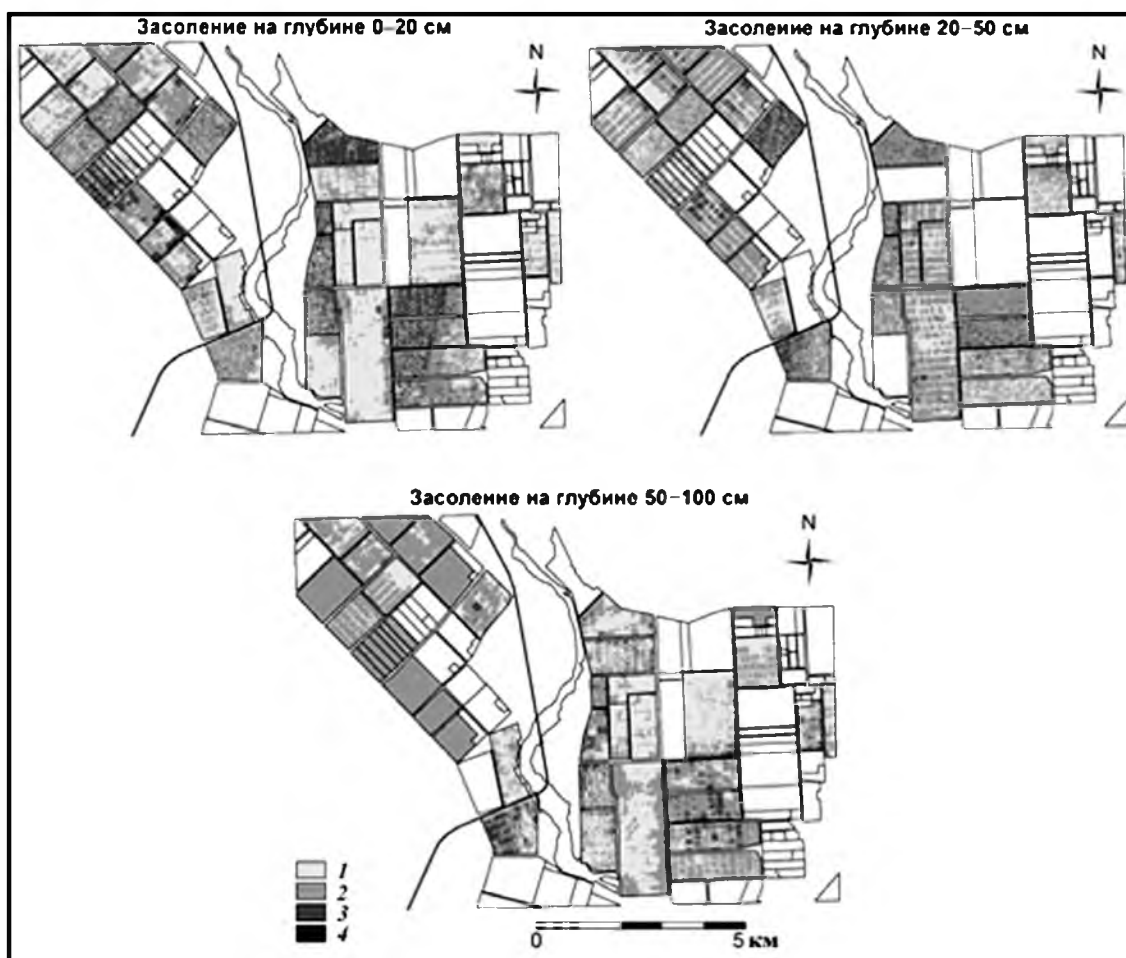 Засоление на глубине 0–20 см
Засоление на глубине 20–50 см
N
N
Засоление на глубине 50–100 см
N
1
2
3
4
0 5 км